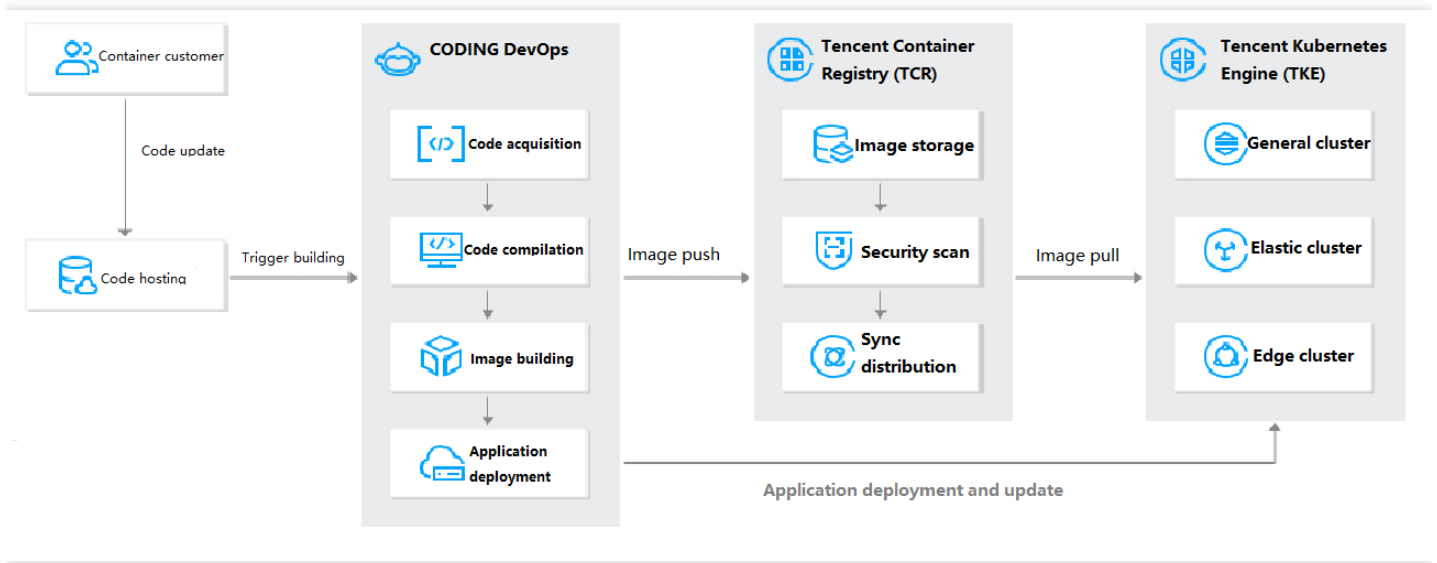 Container customer
Code update
Code hosting
Trigger building
CODING DevOps
Code acquisition
Code compilation
Image building
Application
deployment
Image push
Tencent Container
Registry (TCR)
Image storage
Security scan
Sync
distribution
Image pull
Tencent Kubernetes
Engine (TKE)
General cluster
Elastic cluster
Edge cluster
Application deployment and update